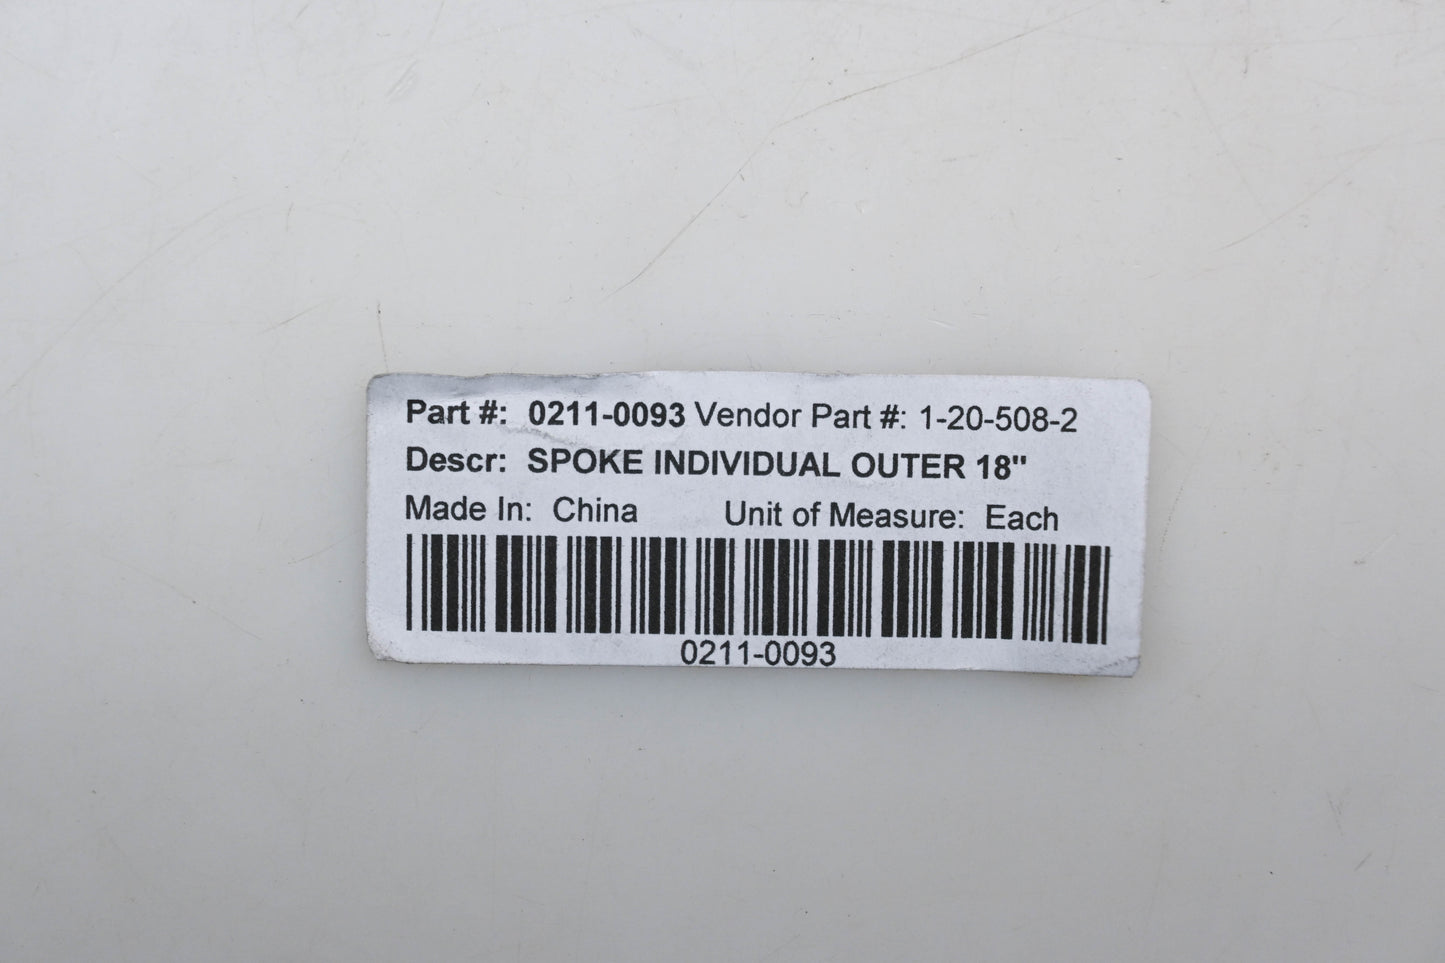 Part #: 0211-0093 Vendor Part #: 1-20-508-2
Descr: SPOKE INDIVIDUAL OUTER 18"
Made In: China Unit of Measure: Each
0211-0093